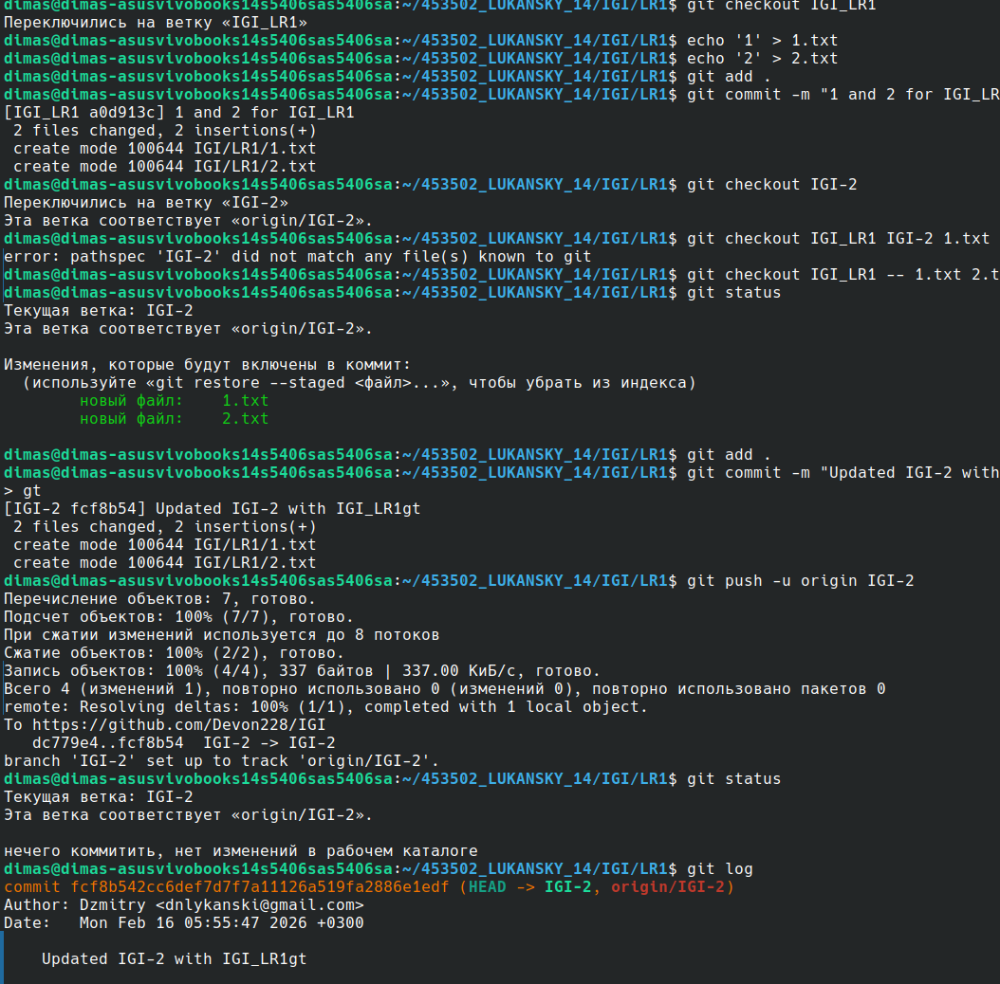 dimas@dimas-asusvivobooks14s5406sas5406sa:~/453502_LUKANSKY_14/IGI/LR1$ git checkout IGI_LR1
Переключились на ветку «IGI_LR1»
dimas@dimas-asusvivobooks14s5406sas5406sa:~/453502_LUKANSKY_14/IGI/LR1$ echo '1' > 1.txt
dimas@dimas-asusvivobooks14s5406sas5406sa:~/453502_LUKANSKY_14/IGI/LR1$ echo '2' > 2.txt
dimas@dimas-asusvivobooks14s5406sas5406sa:~/453502_LUKANSKY_14/IGI/LR1$ git add .
dimas@dimas-asusvivobooks14s5406sas5406sa:~/453502_LUKANSKY_14/IGI/LR1$ git commit -m "1 and 2 for IGI_LR
[IGI_LR1 a0d913c] 1 and 2 for IGI_LR1
 2 files changed, 2 insertions(+)
 create mode 100644 IGI/LR1/1.txt
 create mode 100644 IGI/LR1/2.txt
dimas@dimas-asusvivobooks14s5406sas5406sa:~/453502_LUKANSKY_14/IGI/LR1$ git checkout IGI-2
Переключились на ветку «IGI-2»
Эта ветка соответствует «origin/IGI-2».
dimas@dimas-asusvivobooks14s5406sas5406sa:~/453502_LUKANSKY_14/IGI/LR1$ git checkout IGI_LR1 IGI-2 1.txt
error: pathspec 'IGI-2' did not match any file(s) known to git
dimas@dimas-asusvivobooks14s5406sas5406sa:~/453502_LUKANSKY_14/IGI/LR1$ git checkout IGI_LR1 -- 1.txt 2.t
dimas@dimas-asusvivobooks14s5406sas5406sa:~/453502_LUKANSKY_14/IGI/LR1$ git status
Текущая ветка: IGI-2
Эта ветка соответствует «origin/IGI-2».

Изменения, которые будут включены в коммит:
  (используйте «git restore --staged <файл>...», чтобы убрать из индекса)
        новый файл:    1.txt
        новый файл:    2.txt

dimas@dimas-asusvivobooks14s5406sas5406sa:~/453502_LUKANSKY_14/IGI/LR1$ git add .
dimas@dimas-asusvivobooks14s5406sas5406sa:~/453502_LUKANSKY_14/IGI/LR1$ git commit -m "Updated IGI-2 with
> gt
[IGI-2 fcf8b54] Updated IGI-2 with IGI_LR1gt
 2 files changed, 2 insertions(+)
 create mode 100644 IGI/LR1/1.txt
 create mode 100644 IGI/LR1/2.txt
dimas@dimas-asusvivobooks14s5406sas5406sa:~/453502_LUKANSKY_14/IGI/LR1$ git push -u origin IGI-2
Перечисление объектов: 7, готово.
Подсчет объектов: 100% (7/7), готово.
При сжатии изменений используется до 8 потоков
Сжатие объектов: 100% (2/2), готово.
Запись объектов: 100% (4/4), 337 байтов | 337.00 КиБ/с, готово.
Всего 4 (изменений 1), повторно использовано 0 (изменений 0), повторно использовано пакетов 0
remote: Resolving deltas: 100% (1/1), completed with 1 local object.
To https://github.com/Devon228/IGI
   dc779e4..fcf8b54  IGI-2 -> IGI-2
branch 'IGI-2' set up to track 'origin/IGI-2'.
dimas@dimas-asusvivobooks14s5406sas5406sa:~/453502_LUKANSKY_14/IGI/LR1$ git status
Текущая ветка: IGI-2
Эта ветка соответствует «origin/IGI-2».

нечего коммитить, нет изменений в рабочем каталоге
dimas@dimas-asusvivobooks14s5406sas5406sa:~/453502_LUKANSKY_14/IGI/LR1$ git log
commit fcf8b542cc6def7d7f7a11126a519fa2886e1edf (HEAD -> IGI-2, origin/IGI-2)
Author: Dzmitry <dnlykanski@gmail.com>
Date:   Mon Feb 16 05:55:47 2026 +0300

    Updated IGI-2 with IGI_LR1gt